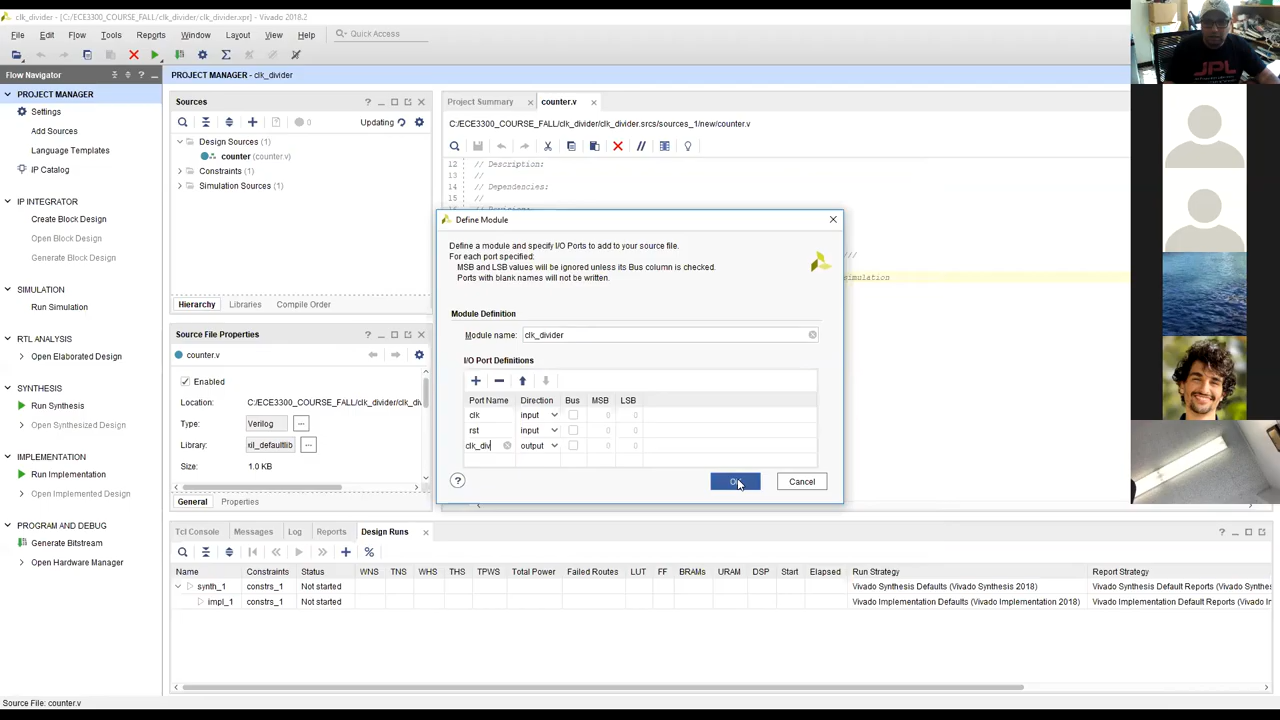 clk_divider - [C:/ECE3300_COURSE_FALL/clk_divider/clk_divider.xpr] - Vivado 2018.2
File Edit Flow Tools Reports Window Layout View Help Quick Access
Flow Navigator
PROJECT MANAGER - clk_divider
PROJECT MANAGER
Settings
Add Sources
Language Templates
IP Catalog
IP INTEGRATOR
Create Block Design
Open Block Design
Generate Block Design
SIMULATION
Run Simulation
RTL ANALYSIS
Open Elaborated Design
SYNTHESIS
Run Synthesis
Open Synthesized Design
IMPLEMENTATION
Run Implementation
Open Implemented Design
PROGRAM AND DEBUG
Generate Bitstream
Open Hardware Manager
Sources
0 Updating
Design Sources (1)
counter (counter.v)
Constraints (1)
Simulation Sources (1)
Hierarchy Libraries Compile Order
Source File Properties
counter.v
Enabled
Location: C:/ECE3300_COURSE_FALL/clk_divider/clk_di
Type: Verilog
Library: xil_defaultlib
Size: 1.0 KB
General Properties
Project Summary counter.v
C:/ECE3300_COURSE_FALL/clk_divider/clk_divider.srcs/sources_1/new/counter.v
12 // Description:
13 //
14 // Dependencies:
15 //
///
simulation
Define Module
Define a module and specify I/O Ports to add to your source file.
For each port specified:
MSB and LSB values will be ignored unless its Bus column is checked.
Ports with blank names will not be written.
Module Definition
Module name: clk_divider
I/O Port Definitions
Port Name Direction Bus MSB LSB
clk input 0 0
rst input 0 0
clk_div output 0 0
? Cancel
Tcl Console Messages Log Reports Design Runs
Name Constraints Status WNS TNS WHS THS TPWS Total Power Failed Routes LUT FF BRAMs URAM DSP Start Elapsed Run Strategy Report Strategy
synth_1 constrs_1 Not started Vivado Synthesis Defaults (Vivado Synthesis 2018) Vivado Synthesis Default Reports (Vivado Synthesis
impl_1 constrs_1 Not started Vivado Implementation Defaults (Vivado Implementation 2018) Vivado Implementation Default Reports (Vivado
Source File: counter.v
JPL